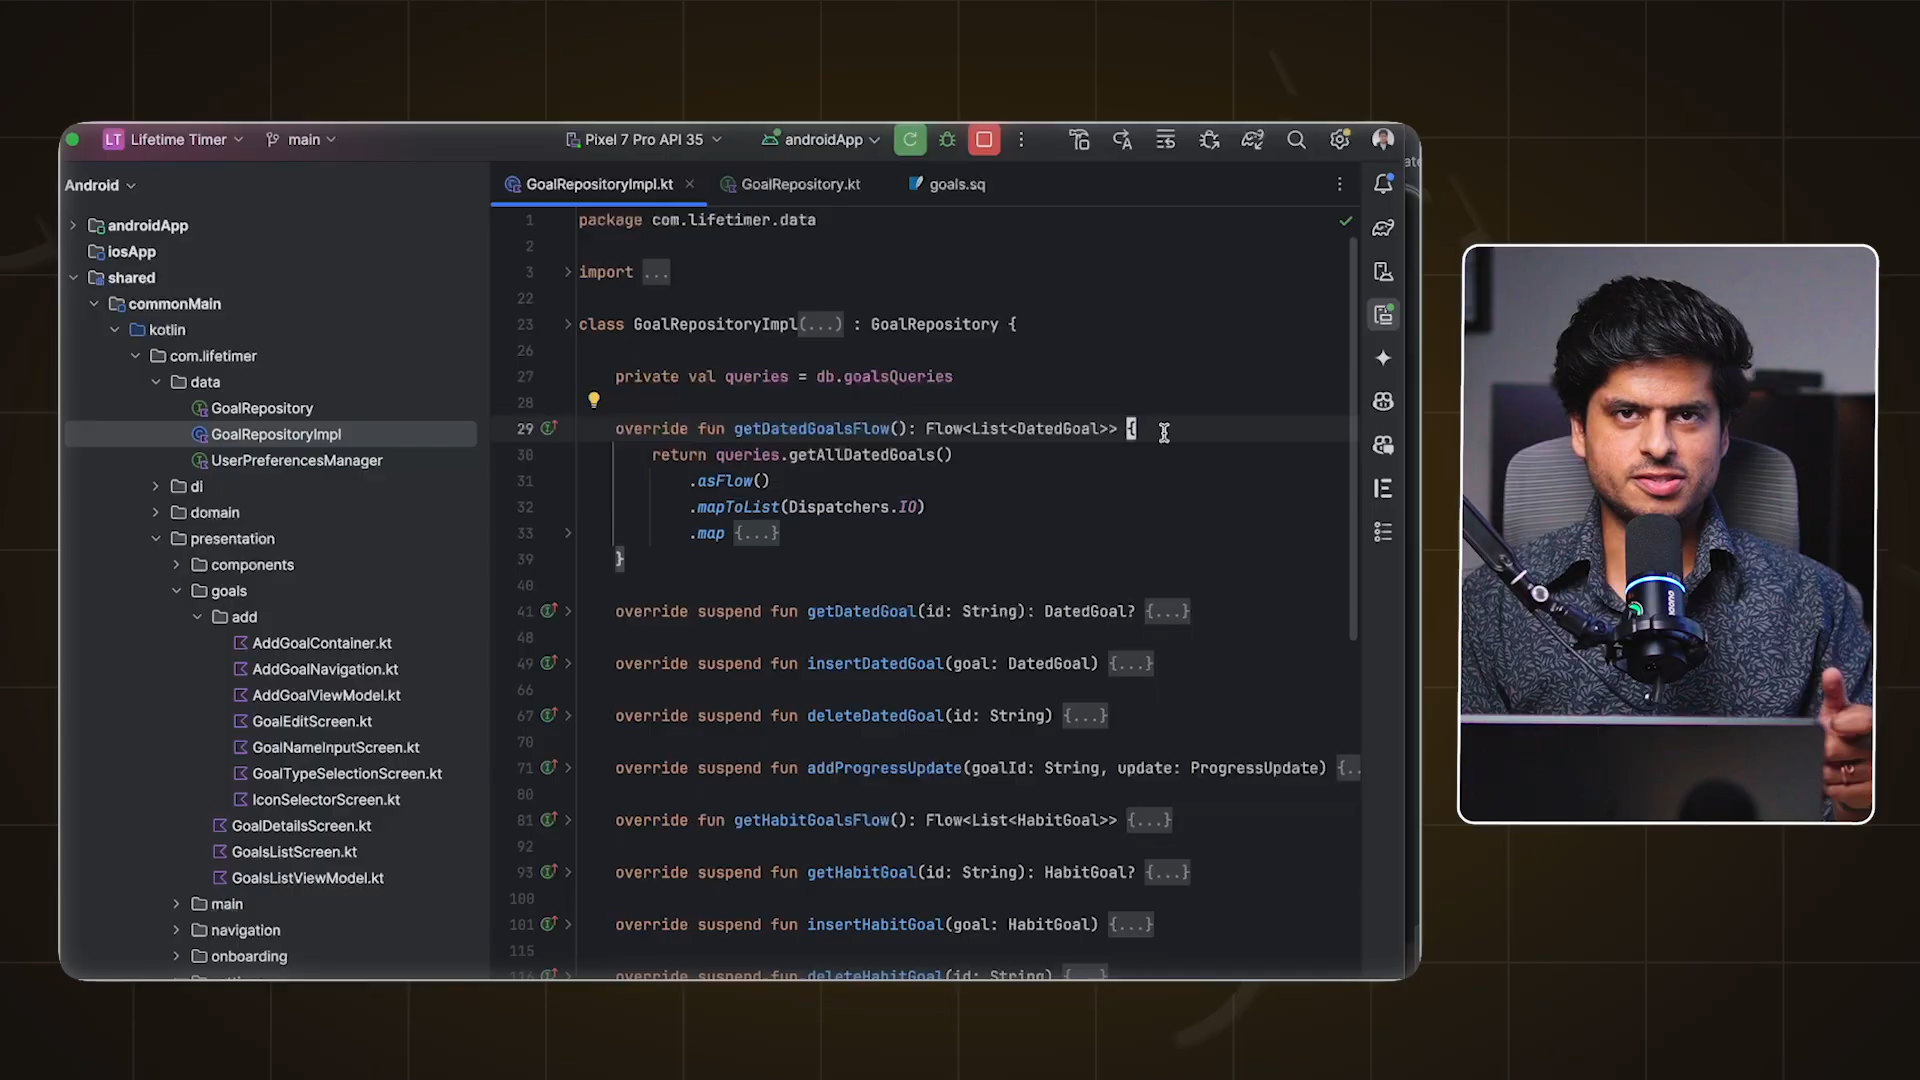 LT Lifetime Timer main Pixel 7 Pro API 35 androidApp
Android
androidApp
iosApp
shared
commonMain
kotlin
com.lifetimer
data
GoalRepository
GoalRepositoryImpl
UserPreferencesManager
di
domain
presentation
components
goals
add
AddGoalContainer.kt
AddGoalNavigation.kt
AddGoalViewModel.kt
GoalEditScreen.kt
GoalNameInputScreen.kt
GoalTypeSelectionScreen.kt
IconSelectorScreen.kt
GoalDetailsScreen.kt
GoalsListScreen.kt
GoalsListViewModel.kt
main
navigation
onboarding
GoalRepositoryImpl.kt GoalRepository.kt goals.sq
1 package com.lifetimer.data
2
3 import ...
22
23 class GoalRepositoryImpl(...) : GoalRepository {
26
27 private val queries = db.goalsQueries
28
29 override fun getDatedGoalsFlow(): Flow<List<DatedGoal>> {
30 return queries.getAllDatedGoals()
31 .asFlow()
32 .mapToList(Dispatchers.IO)
33 .map {...}
39 }
40
41 override suspend fun getDatedGoal(id: String): DatedGoal? {...}
48
49 override suspend fun insertDatedGoal(goal: DatedGoal) {...}
66
67 override suspend fun deleteDatedGoal(id: String) {...}
70
71 override suspend fun addProgressUpdate(goalId: String, update: ProgressUpdate) {..
80
81 override fun getHabitGoalsFlow(): Flow<List<HabitGoal>> {...}
92
93 override suspend fun getHabitGoal(id: String): HabitGoal? {...}
100
101 override suspend fun insertHabitGoal(goal: HabitGoal) {...}
115
116 override suspend fun deleteHabitGoal(id: String) {...}